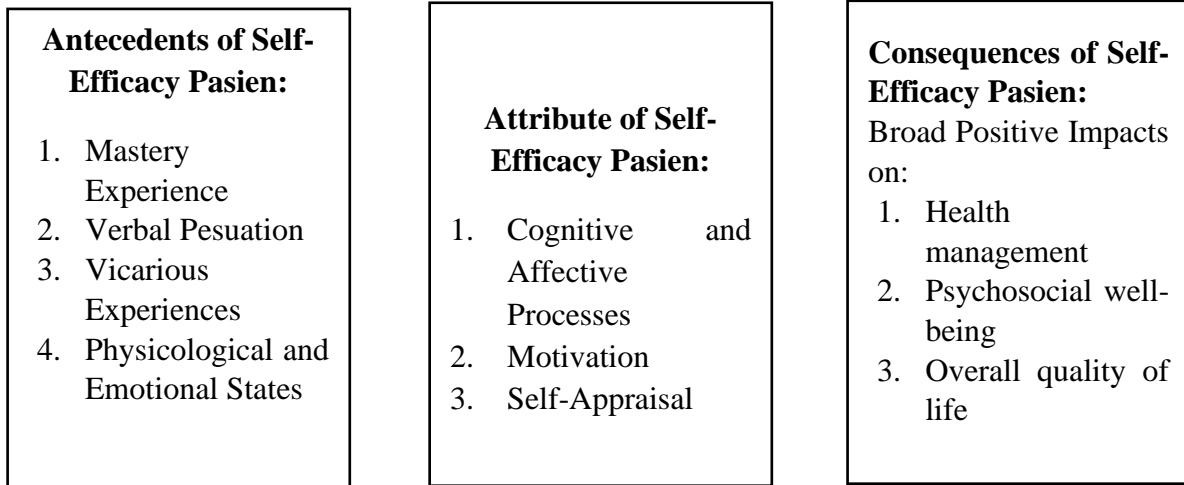 Antecedents of Self-
Efficacy Pasien:
1. Mastery
Experience
2. Verbal Pesuation
3. Vicarious
Experiences
4. Physicological and
Emotional States
Attribute of Self-
Efficacy Pasien:
1. Cognitive and
Affective
Processes
2. Motivation
3. Self-Appraisal
Consequences of Self-
Efficacy Pasien:
Broad Positive Impacts
on:
1. Health
management
2. Psychosocial well-
being
3. Overall quality of
life